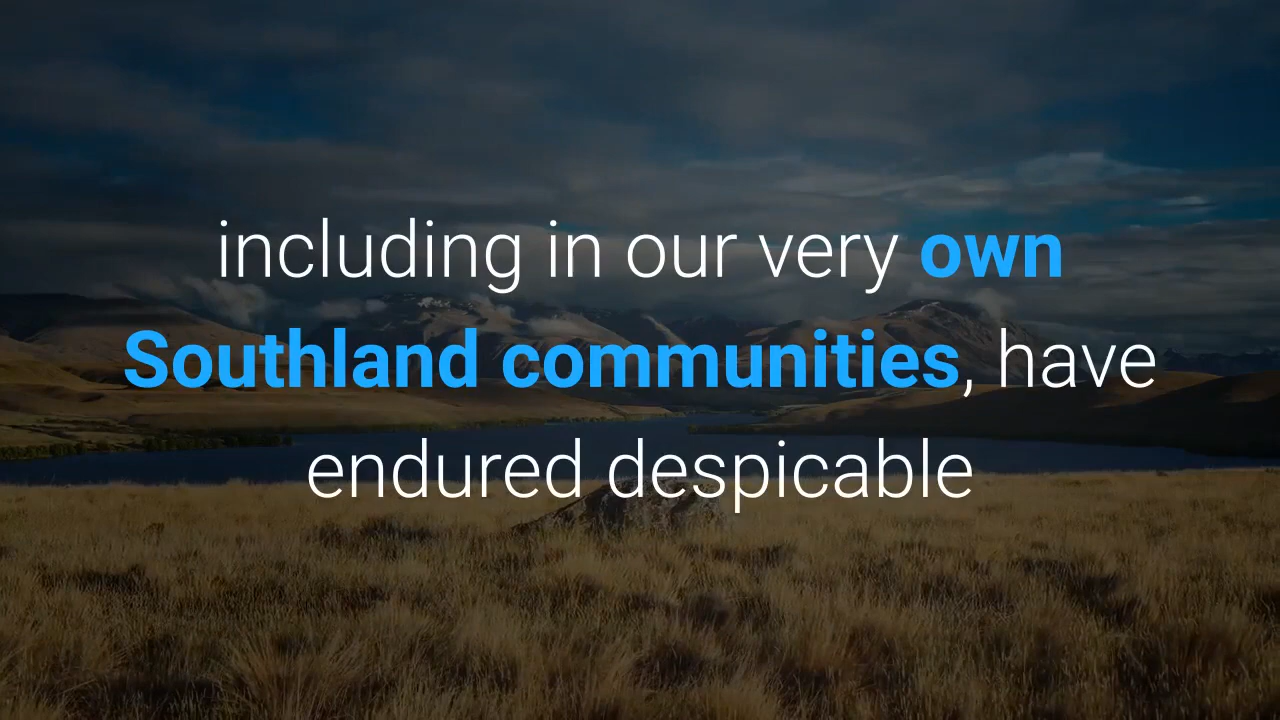 including in our very own
Southland communities, have
endured despicable